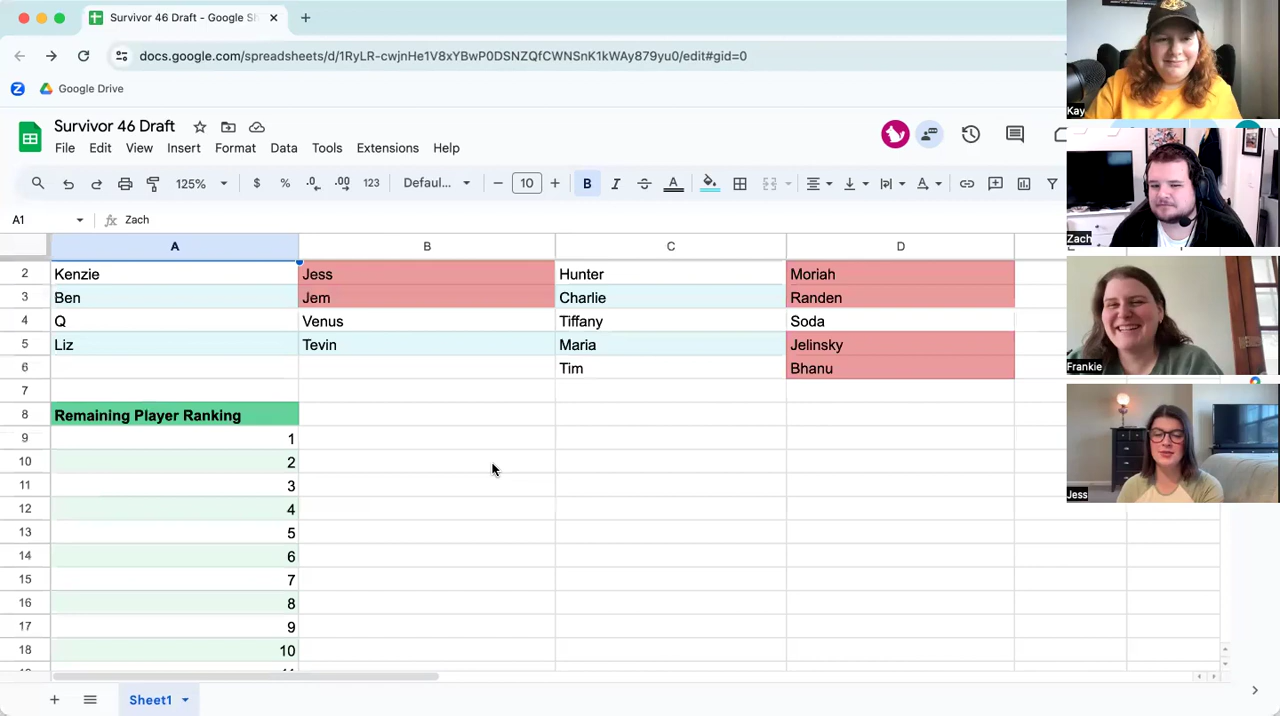 Survivor 46 Draft - Google Sh
docs.google.com/spreadsheets/d/1RyLR-cwjnHe1V8xYBWT0DSNZQfCWNSnK1kWAy879yu0/edit#gid=0
Google Drive
Survivor 46 Draft
File Edit View Insert Format Data Tools Extensions Help
125% $ % .0 .00 123 Defaul... 10 B I A
A1 fx Zach
A B C D
2 Kenzie Jess Hunter Moriah
3 Ben Jem Charlie Randen
4 Q Venus Tiffany Soda
5 Liz Tevin Maria Jelinsky
6 Tim Bhanu
7
8 Remaining Player Ranking
9 1
10 2
11 3
12 4
13 5
14 6
15 7
16 8
17 9
18 10
Sheet1
Kay
Zach
Frankie
Jess